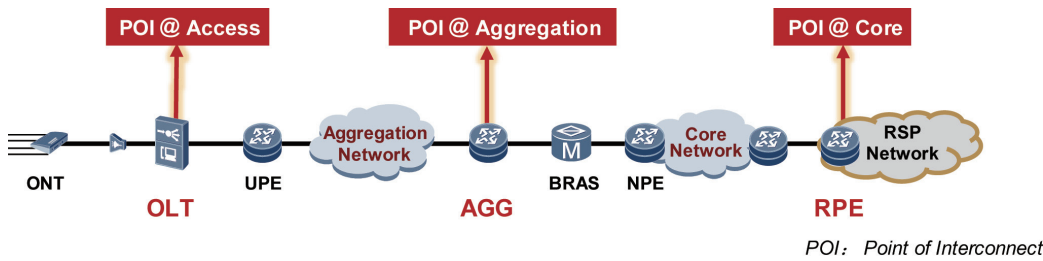 POI @ Access
POI @ Aggregation
POI @ Core
Aggregation
Network
M
Core
Network
RSP
Network
ONT
UPE
BRAS
NPE
OLT
AGG
RPE
POI： Point of Interconnect